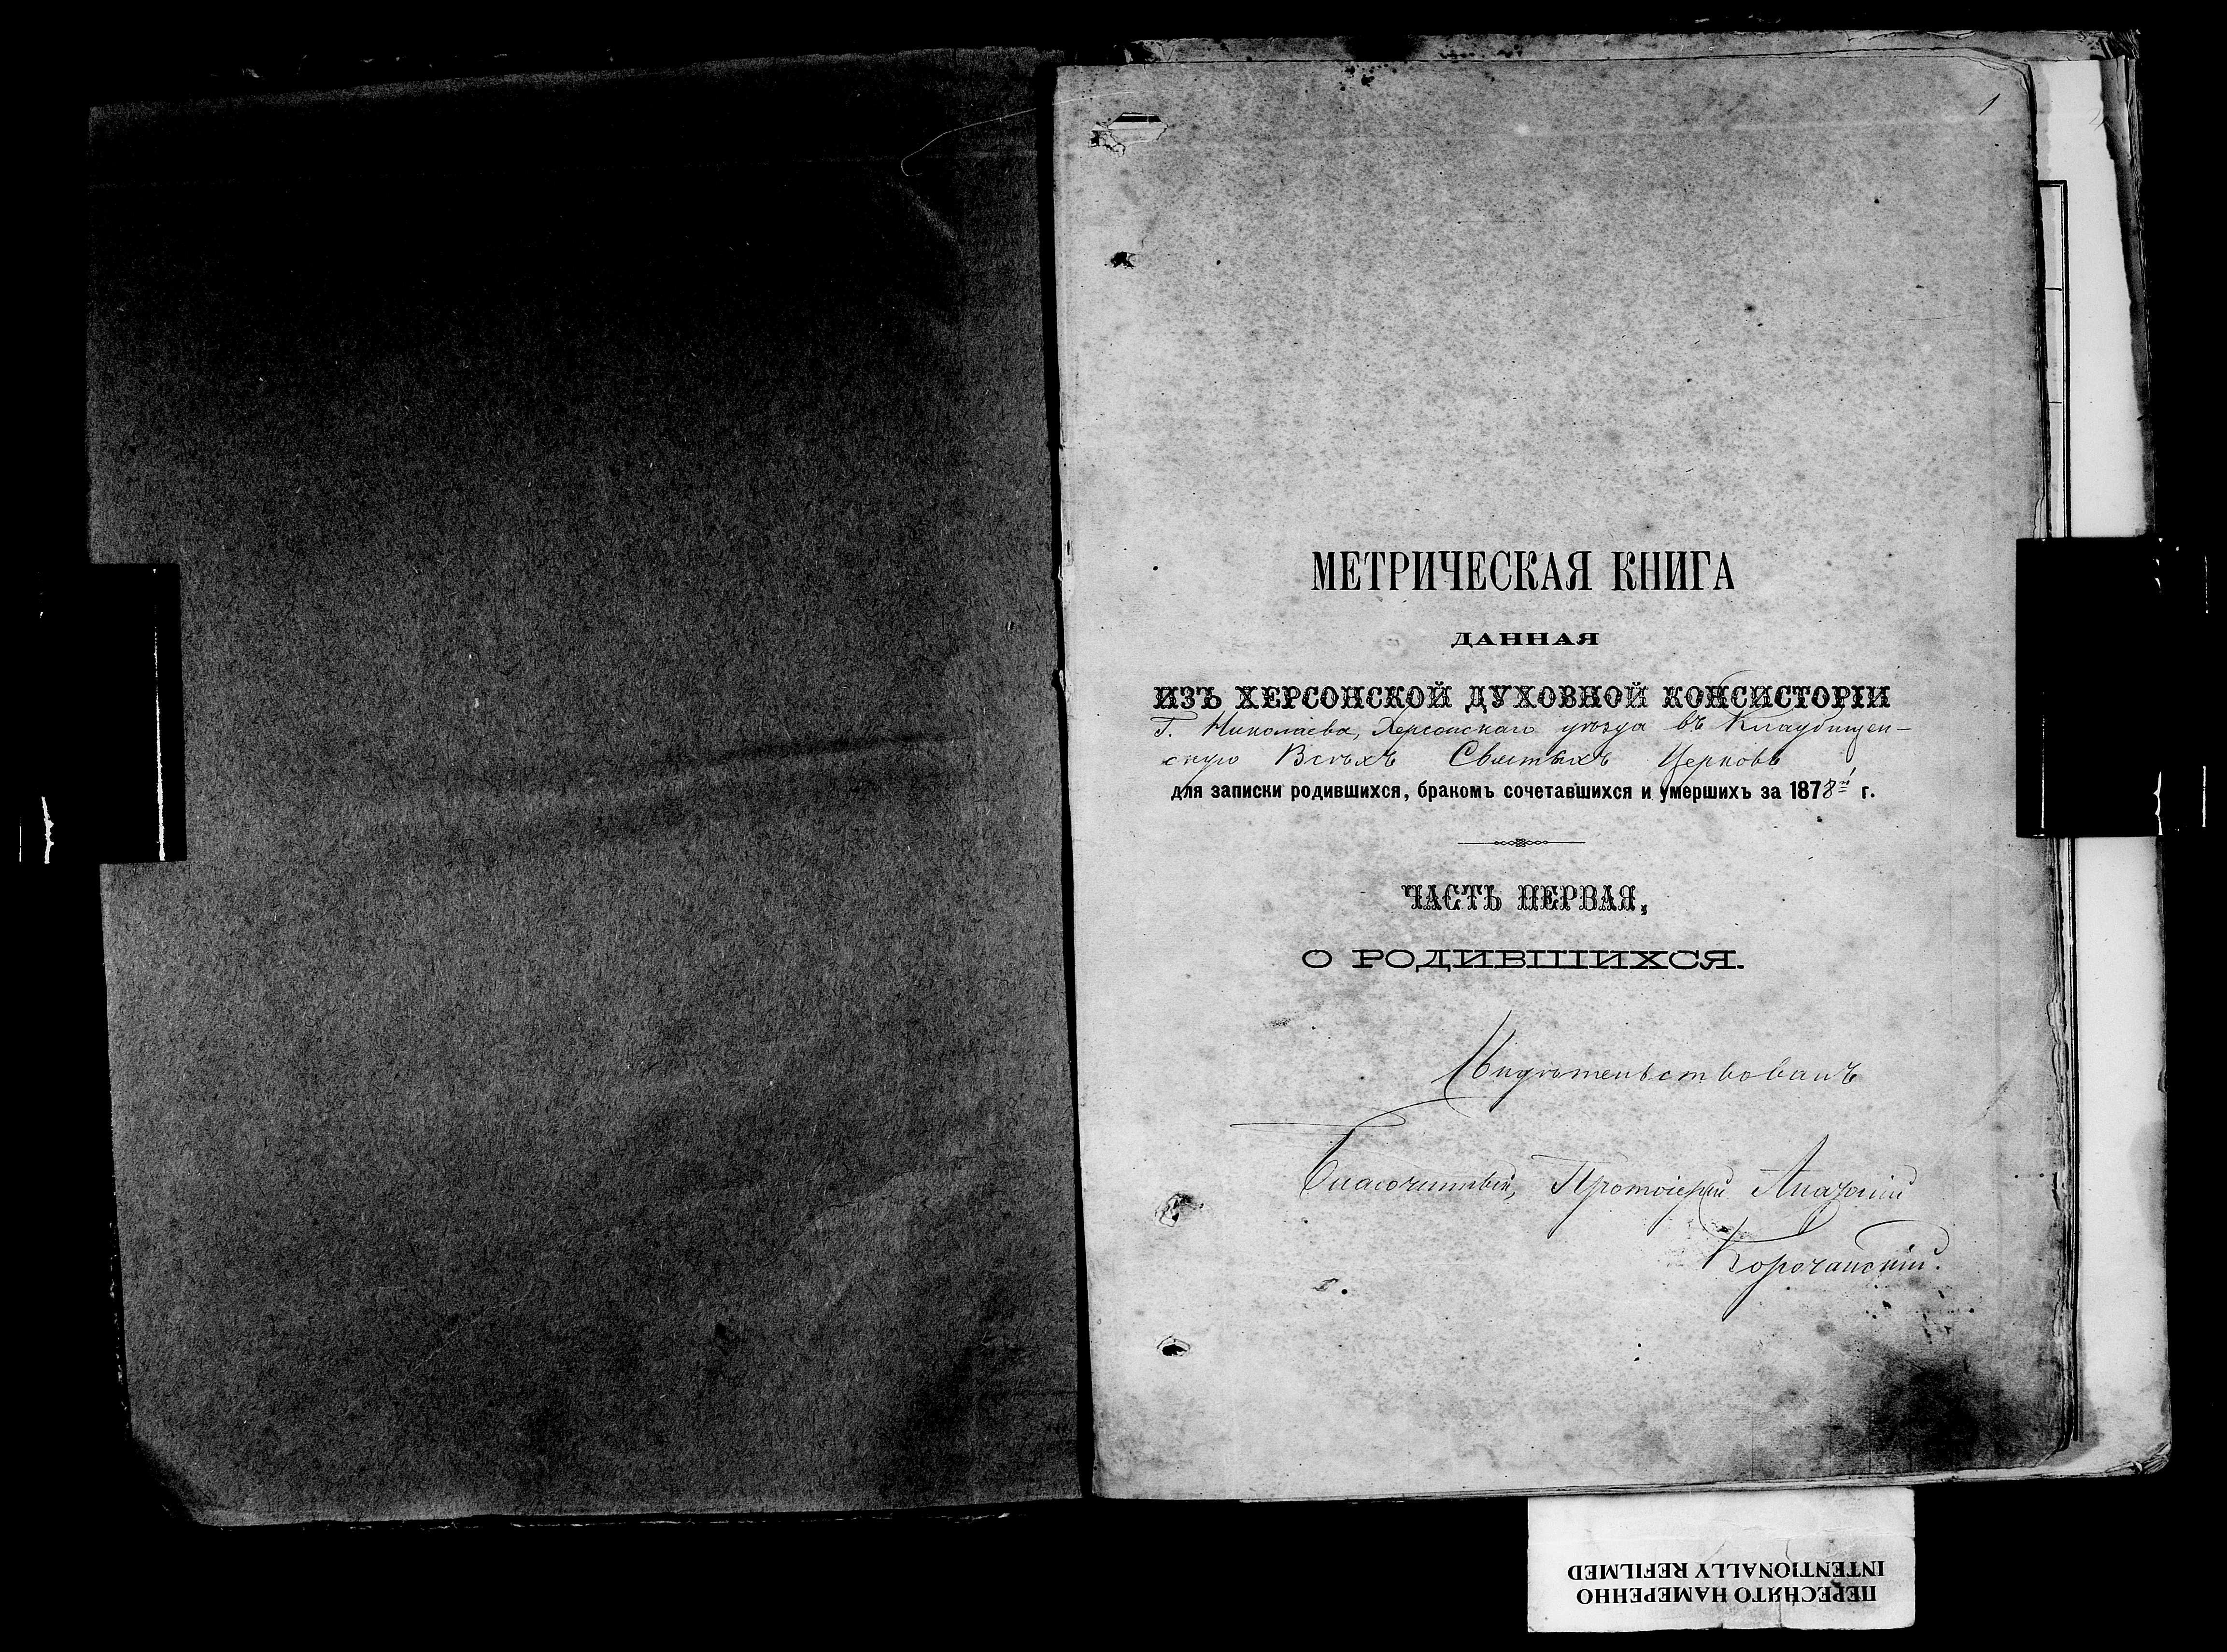 1
МЕТРИЧЕСКАЯ КНИГА
ДАННАЯ
ИЗЪ ХЕРСОНСКОЙ ДУХОВНОЙ КОНСИСТОРІИ
Г. Николаева, Херсонскаго уѣзда въ Кладбищен-
скую Всѣхъ Святыхъ Церковь
для записки родившихся, бракомъ сочетавшихся и умершихъ за 1878й г.
ЧАСТЬ ПЕРВАЯ,
О РОДИВШИХСЯ.
Свидѣтельствовалъ
Благочинный, Протоіерей
Корочанскій.
ПЕРЕСНЯТО НАМЕРЕННО
INTENTIONALLY REFILMED